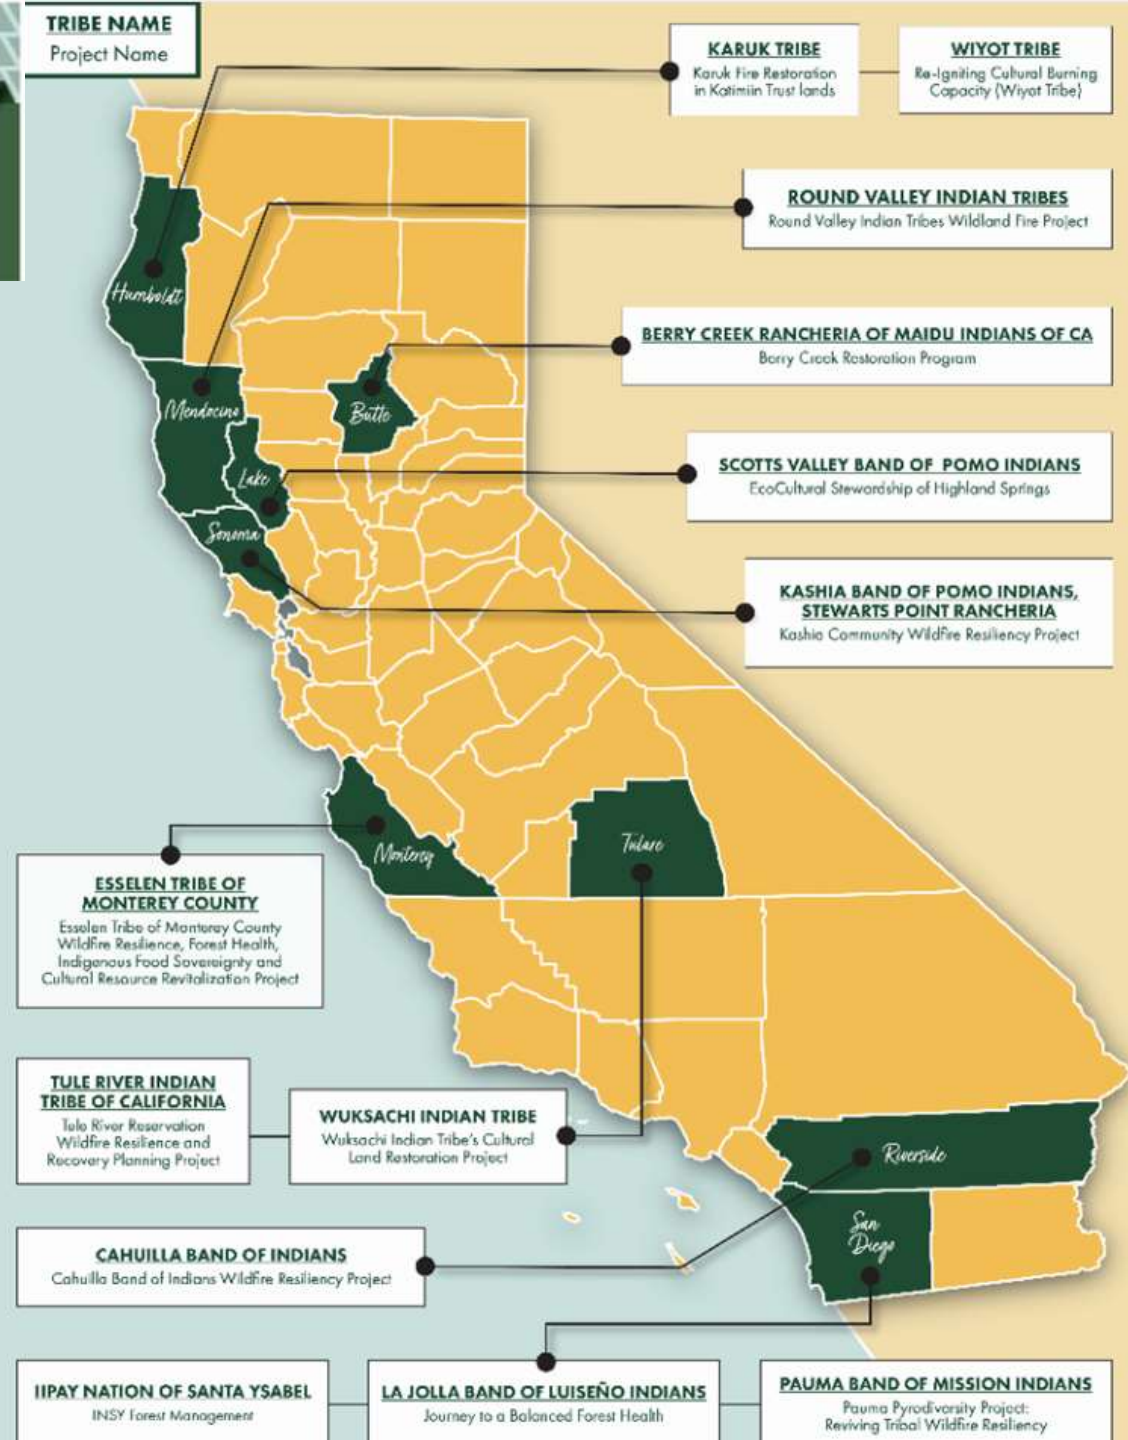 TRIBE NAME
Project Name
KARUK TRIBE
Karuk Fire Restoration
in Katimiin Trust lands
WIYOT TRIBE
Re-Igniting Cultural Burning
Capacity (Wiyot Tribe)
ROUND VALLEY INDIAN TRIBES
Round Valley Indian Tribes Wildland Fire Project
Humboldt
BERRY CREEK RANCHERIA OF MAIDU INDIANS OF CA
Berry Creek Restoration Program
Mendocino
Butte
SCOTTS VALLEY BAND OF POMO INDIANS
EcoCultural Stewardship of Highland Springs
Lake
Sonoma
KASHIA BAND OF POMO INDIANS,
STEWARTS POINT RANCHERIA
Kashia Community Wildfire Resiliency Project
Monterey
Tulare
ESSELEN TRIBE OF
MONTEREY COUNTY
Esselen Tribe of Monterey County
Wildfire Resilience, Forest Health,
Indigenous Food Sovereignty and
Cultural Resource Revitalization Project
TULE RIVER INDIAN
TRIBE OF CALIFORNIA
Tule River Reservation
Wildfire Resilience and
Recovery Planning Project
WUKSACHI INDIAN TRIBE
Wuksachi Indian Tribe's Cultural
Land Restoration Project
Riverside
San
Diego
CAHUILLA BAND OF INDIANS
Cahuilla Band of Indians Wildfire Resiliency Project
IIPAY NATION OF SANTA YSABEL
INSY Forest Management
LA JOLLA BAND OF LUISEÑO INDIANS
Journey to a Balanced Forest Health
PAUMA BAND OF MISSION INDIANS
Pauma Pyrodiversity Project:
Reviving Tribal Wildfire Resiliency